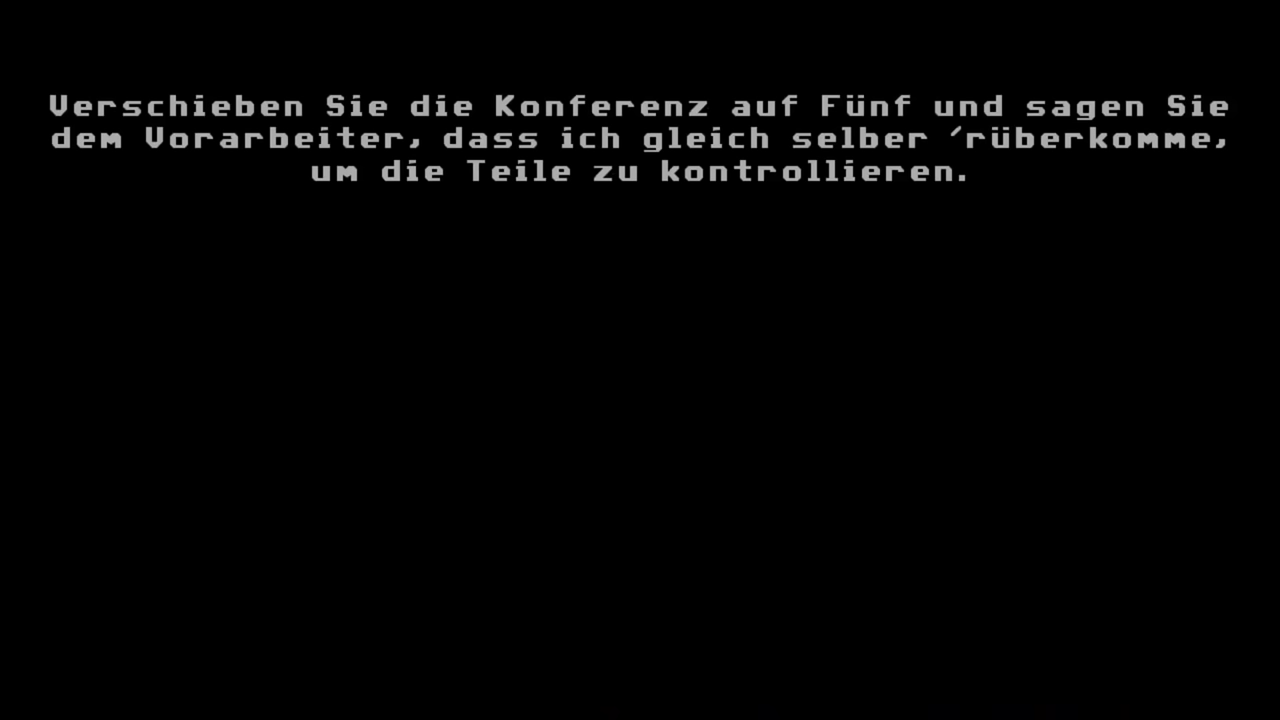 Verschieben Sie die Konferenz auf Fünf und sagen Sie
dem Vorarbeiter, dass ich gleich selber ´rüberkomme,
um die Teile zu kontrollieren.